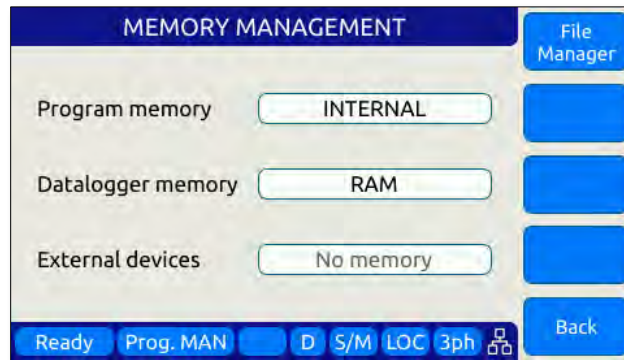 MEMORY MANAGEMENT
File
Manager
Program memory INTERNAL
Datalogger memory RAM
External devices No memory
Back
Ready Prog. MAN D S/M LOC 3ph